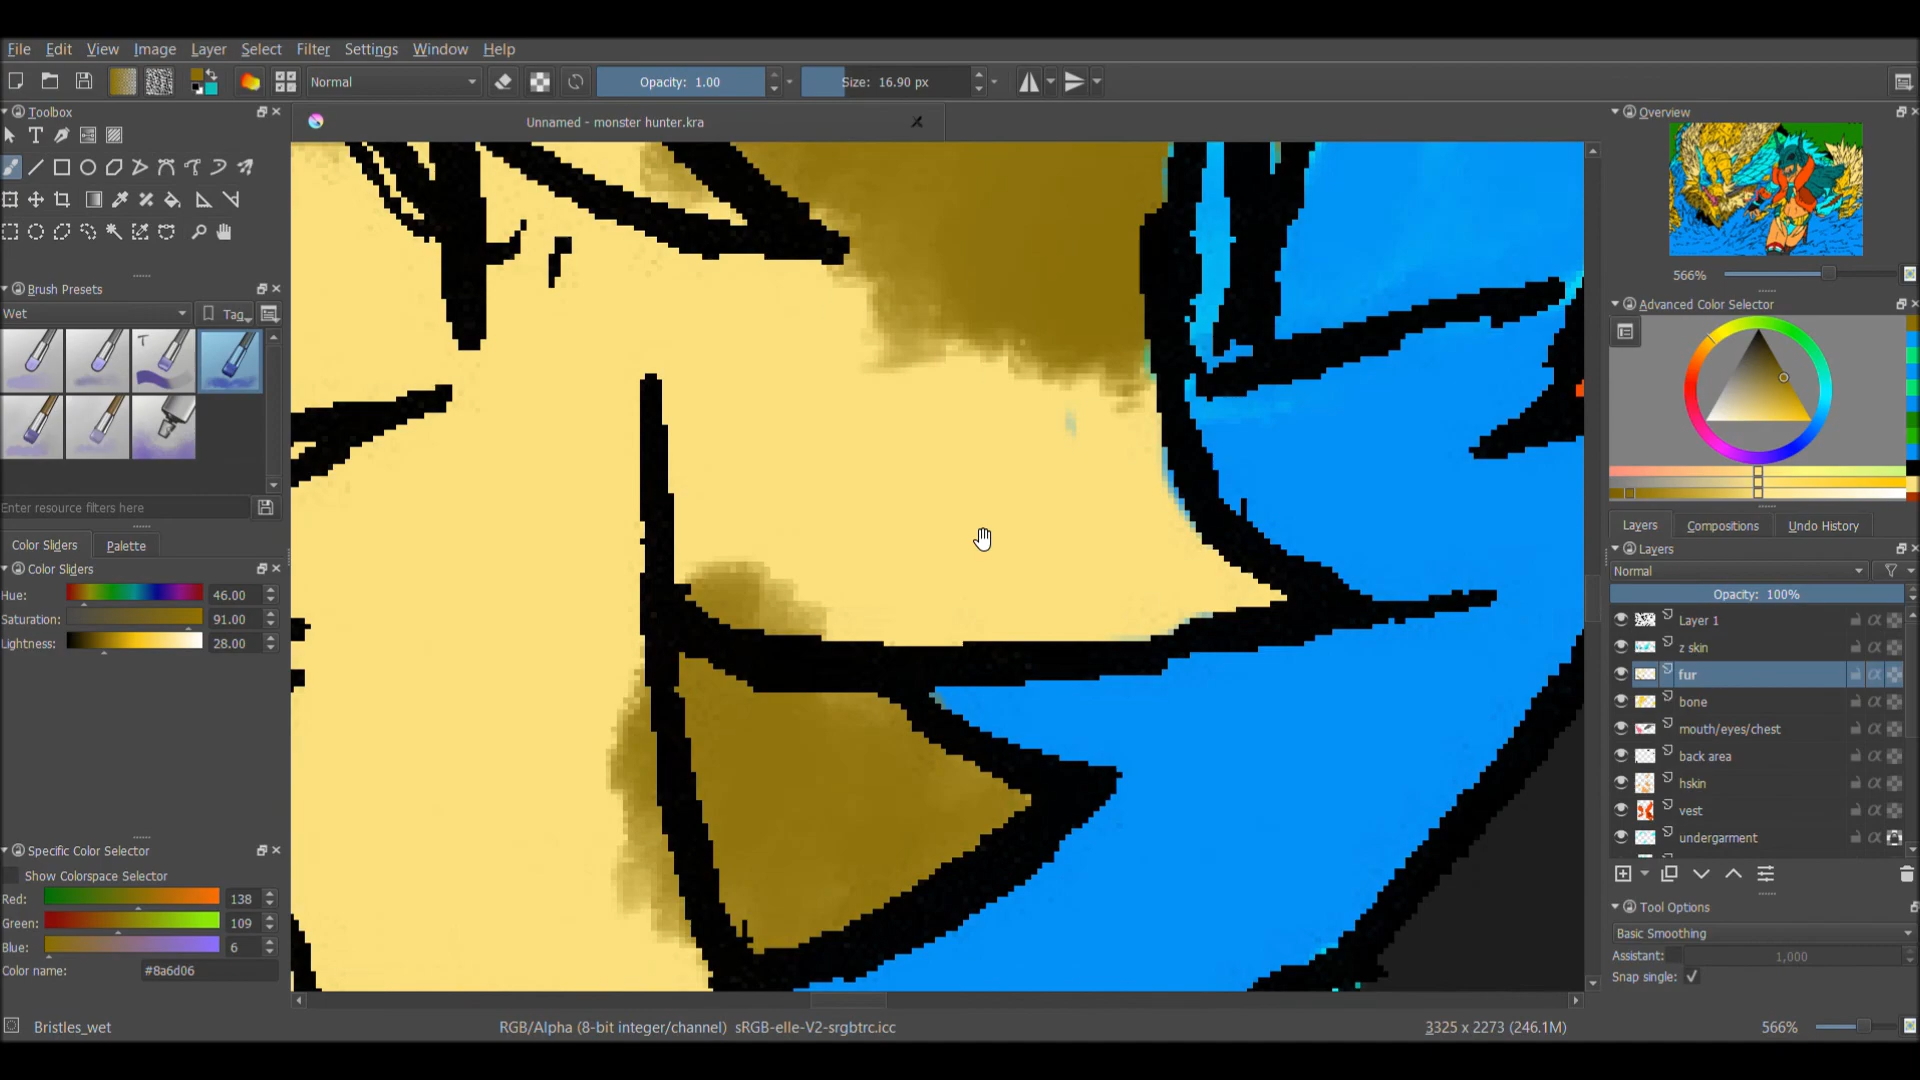 File Edit View Image Layer Select Filter Settings Window Help
Normal
Opacity: 1.00
Size: 16.90 px
Toolbox
Unnamed - monster hunter.kra
Overview
T
566%
Brush Presets
Advanced Color Selector
Wet
Tag
T
Enter resource filters here
Layers Compositions Undo History
Color Sliders Palette
Layers
Color Sliders
Normal
Hue: 46.00
Opacity: 100%
Saturation: 91.00
Layer 1
Lightness: 28.00
z skin
fur
bone
mouth/eyes/chest
back area
hskin
vest
undergarment
Specific Color Selector
Show Colorspace Selector
Red: 138
Tool Options
Green: 109
Basic Smoothing
Blue: 6
Assistant: 1,000
Color name: #8a6d06
Snap single:
Bristles_wet
RGB/Alpha (8-bit integer/channel) sRGB-elle-V2-srgbtrc.icc
3325 x 2273 (246.1M)
566%